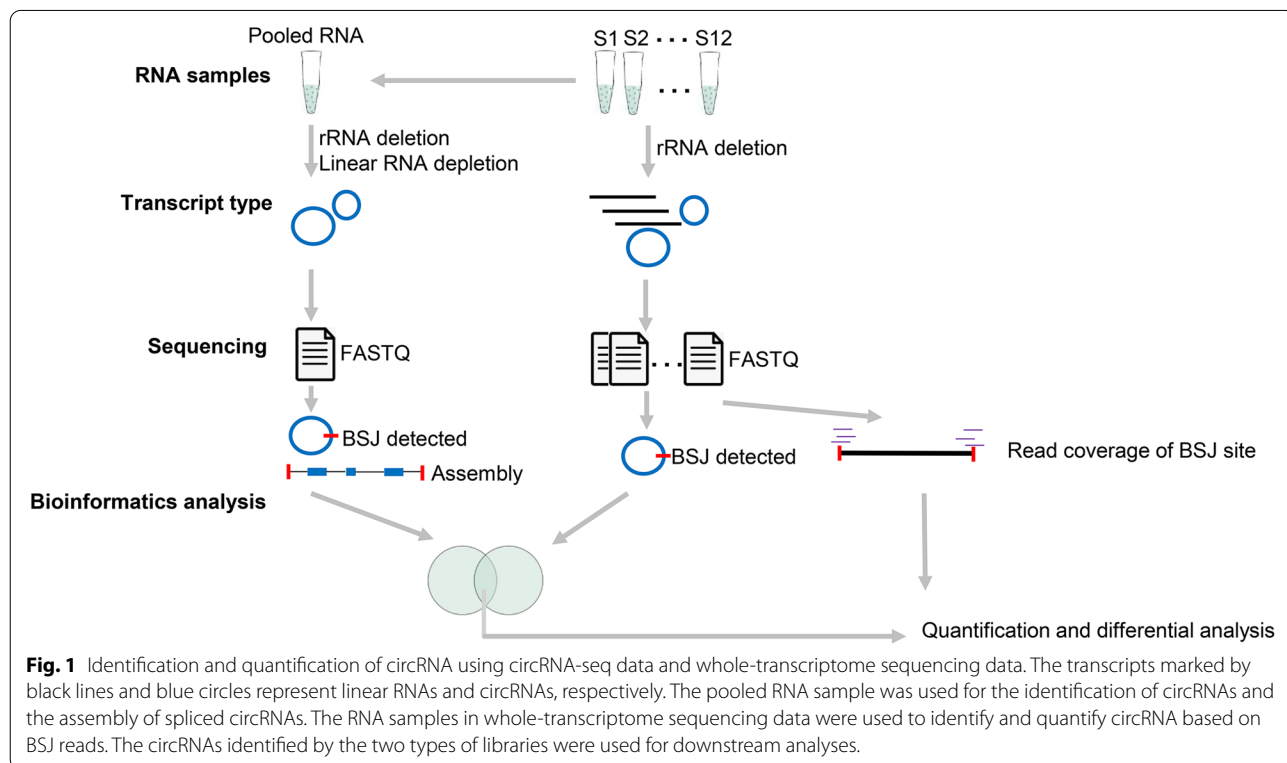 Pooled RNA
S1 S2 ▪ ▪ ▪ S12
RNA samples
▪ ▪ ▪
rRNA deletion
Linear RNA depletion
rRNA deletion
Transcript type
Sequencing
FASTQ
▪ ▪ ▪
FASTQ
BSJ detected
Assembly
BSJ detected
Read coverage of BSJ site
Bioinformatics analysis
Quantification and differential analysis
Fig. 1 Identification and quantification of circRNA using circRNA-seq data and whole-transcriptome sequencing data. The transcripts marked by
black lines and blue circles represent linear RNAs and circRNAs, respectively. The pooled RNA sample was used for the identification of circRNAs and
the assembly of spliced circRNAs. The RNA samples in whole-transcriptome sequencing data were used to identify and quantify circRNA based on
BSJ reads. The circRNAs identified by the two types of libraries were used for downstream analyses.